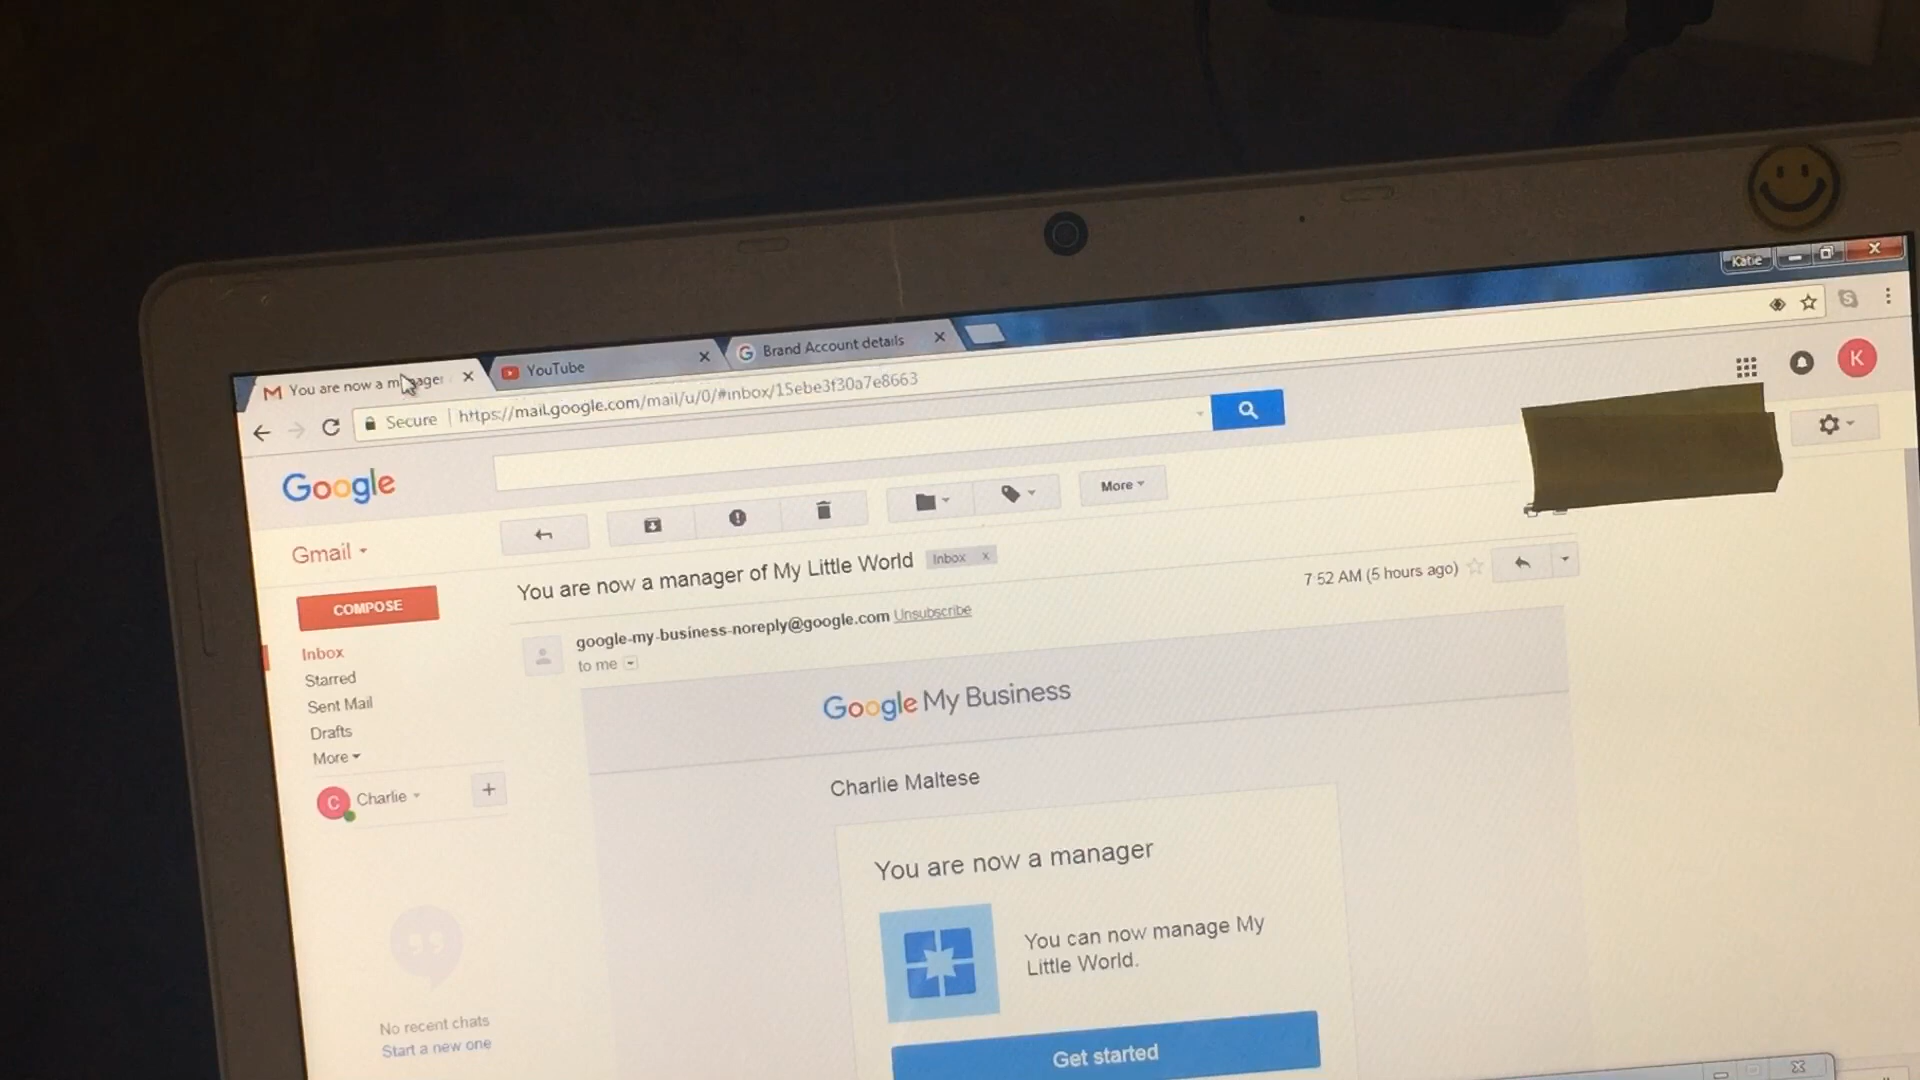 Katie
You are now a manager
YouTube
Brand Account details
Secure
https://mail.google.com/mail/u/0/#inbox/15ebe3f30a7e8663
K
Google
More
Gmail
You are now a manager of My Little World
Inbox x
7:52 AM (5 hours ago)
COMPOSE
google-my-business-noreply@google.com Unsubscribe
to me
Inbox
Starred
Sent Mail
Drafts
More
Google My Business
Charlie Maltese
C Charlie
+
You are now a manager
You can now manage My
Little World.
No recent chats
Start a new one
Get started